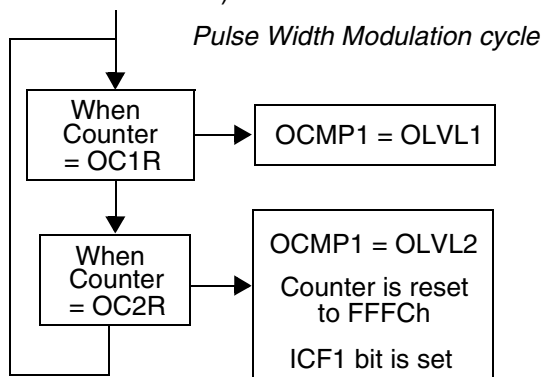 Pulse Width Modulation cycle
When
Counter
= OC1R
OCMP1 = OLVL1
When
Counter
= OC2R
OCMP1 = OLVL2
Counter is reset
to FFFCh
ICF1 bit is set